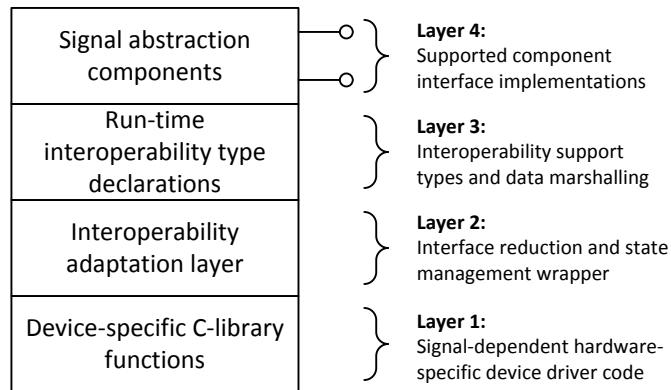 Signal abstraction
components
Layer 4:
Supported component
interface implementations
Run-time
interoperability type
declarations
Layer 3:
Interoperability support
types and data marshalling
Interoperability
adaptation layer
Layer 2:
Interface reduction and state
management wrapper
Device-specific C-library
functions
Layer 1:
Signal-dependent hardware-
specific device driver code